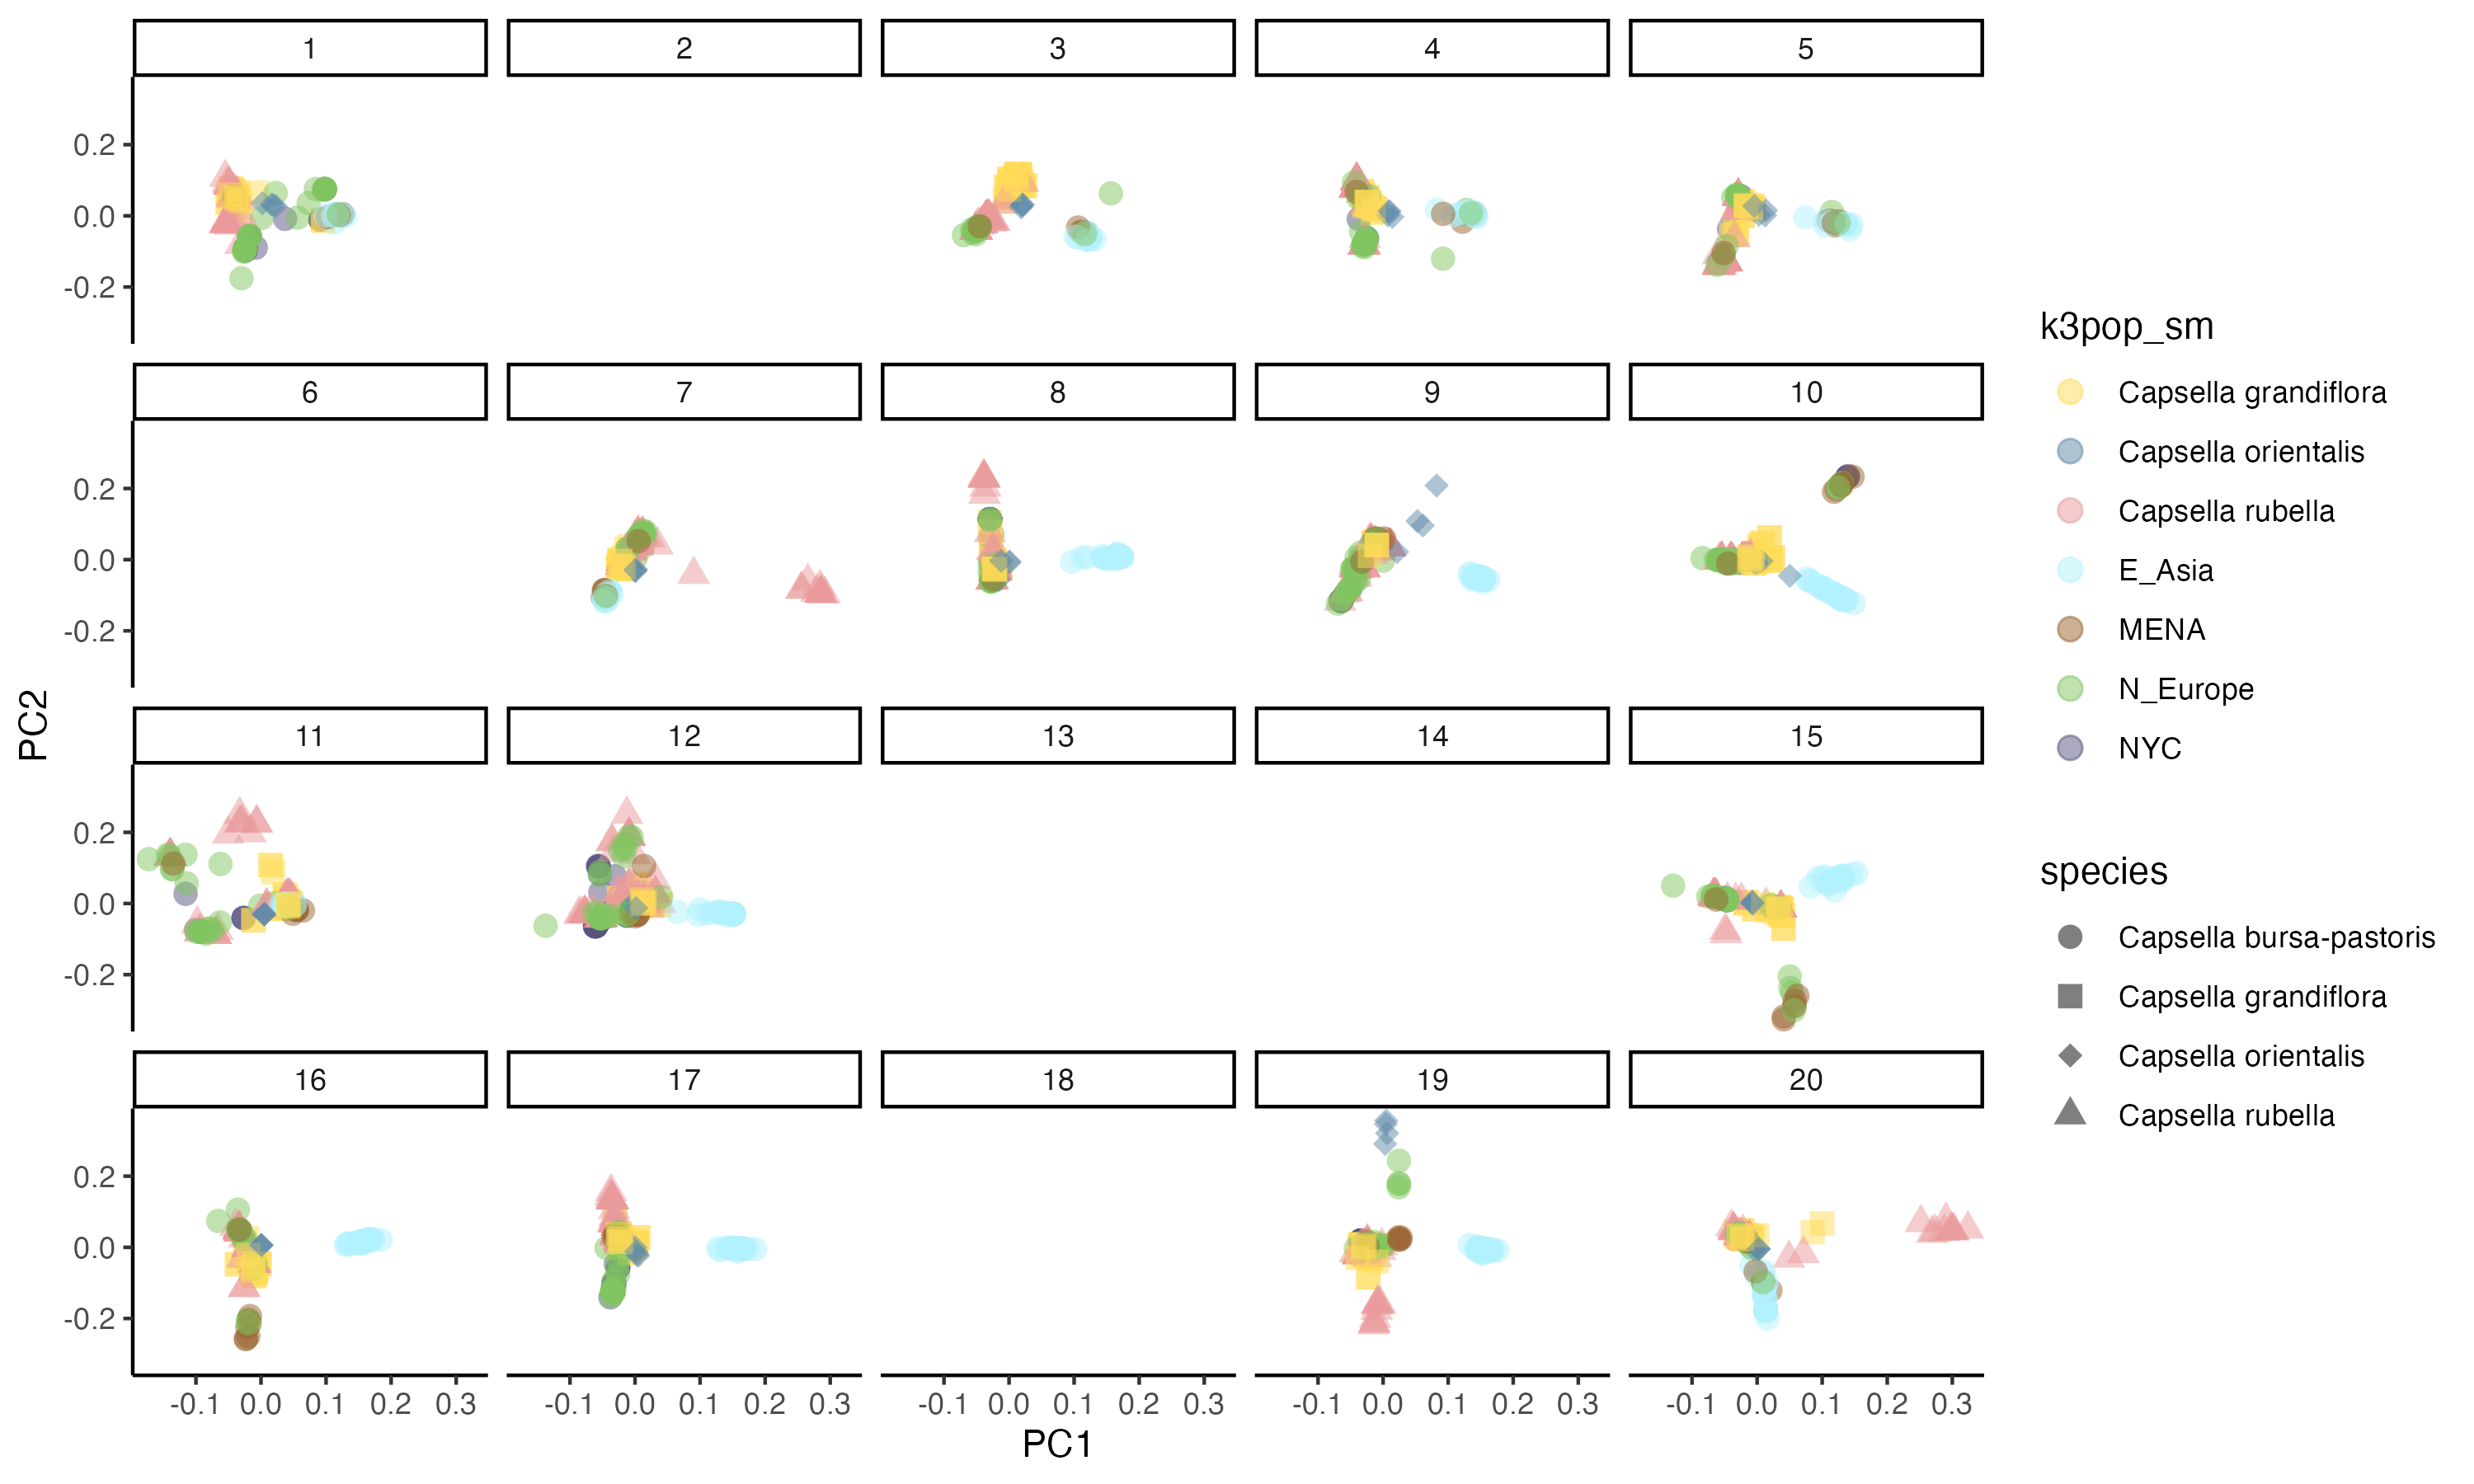 1 2 3 4 5
0.2
0.0
-0.2
6 7 8 9 10
0.2
0.0
-0.2
11 12 13 14 15
0.2
0.0
-0.2
16 17 18 19 20
0.2
0.0
-0.2
-0.1 0.0 0.1 0.2 0.3 -0.1 0.0 0.1 0.2 0.3 -0.1 0.0 0.1 0.2 0.3 -0.1 0.0 0.1 0.2 0.3 -0.1 0.0 0.1 0.2 0.3
PC1
PC2
k3pop_sm
Capsella grandiflora
Capsella orientalis
Capsella rubella
E_Asia
MENA
N_Europe
NYC
species
Capsella bursa-pastoris
Capsella grandiflora
Capsella orientalis
Capsella rubella